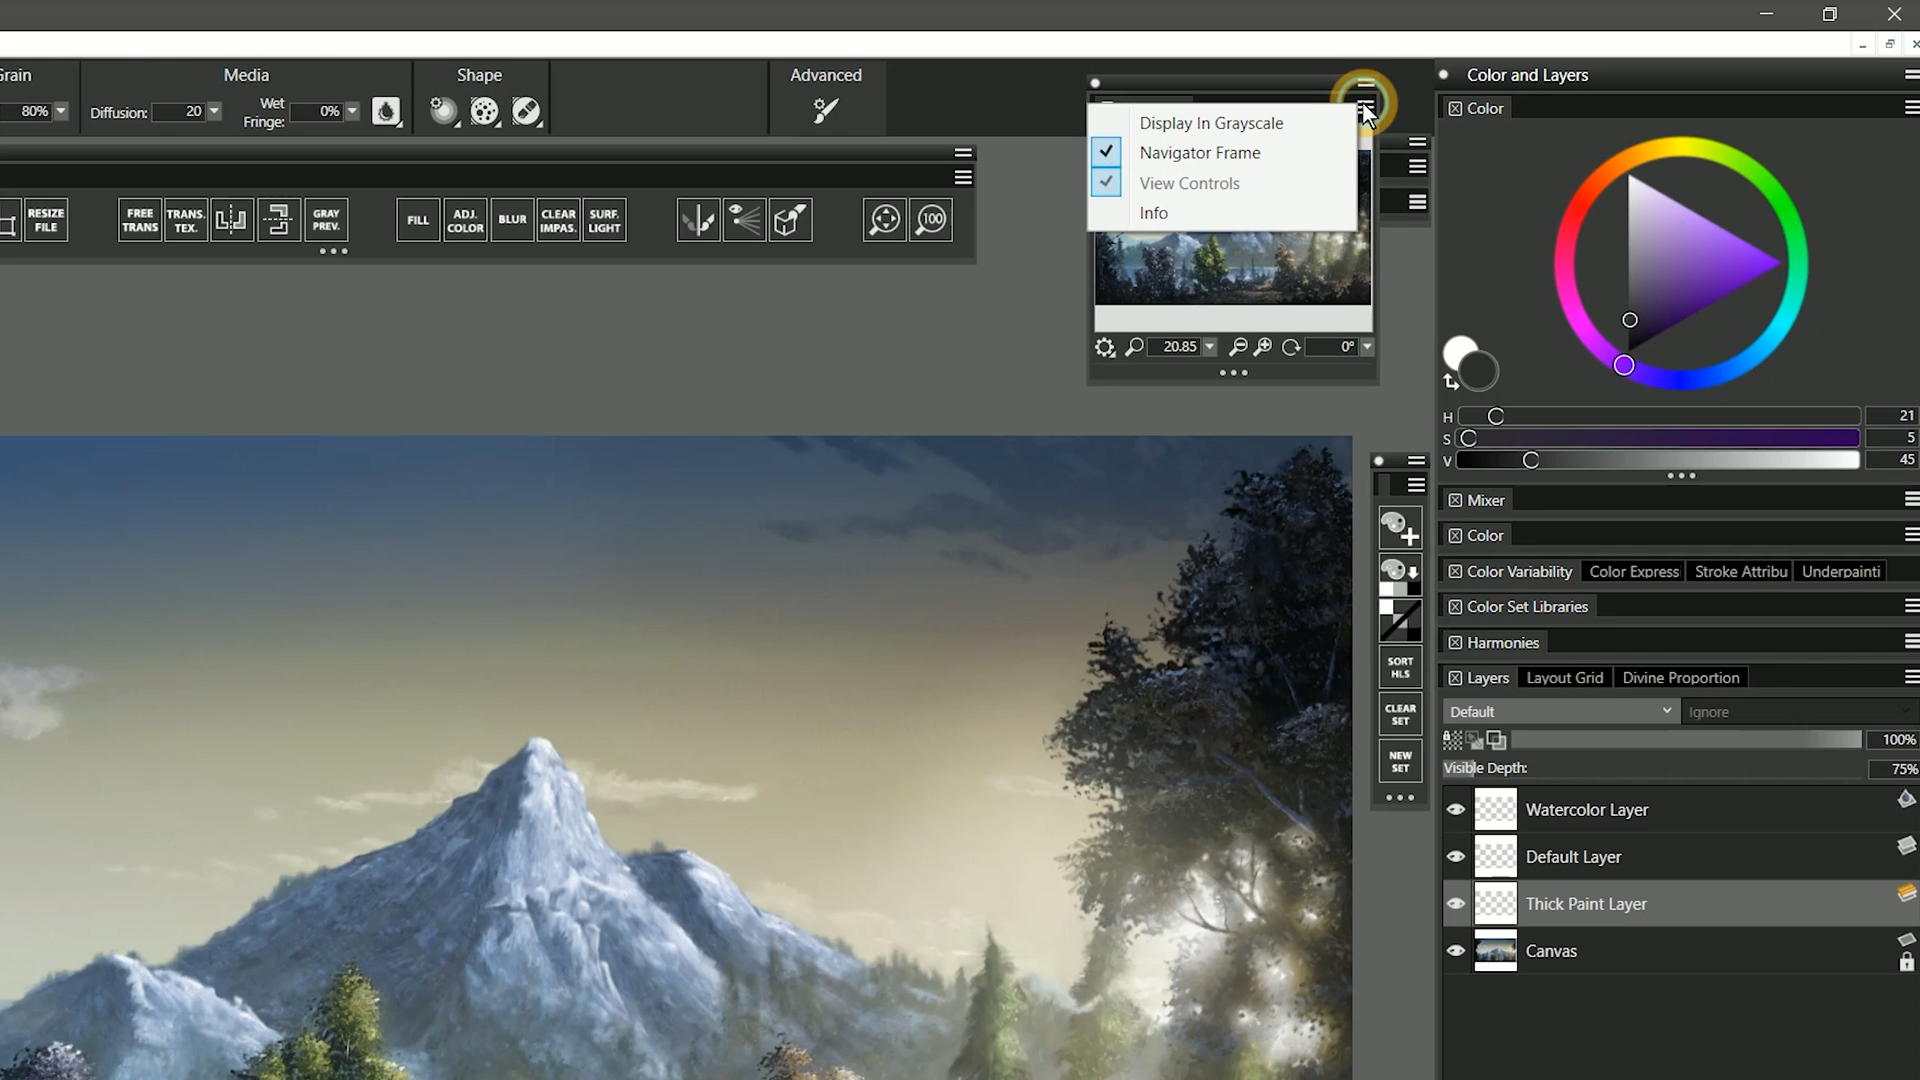 Grain
Media
Shape
Advanced
80%
Diffusion:
20
Wet
Fringe:
0%
RESIZE
FILE
FREE
TRANS
TRANS.
TEX.
GRAY
PREV.
FILL
ADJ.
COLOR
BLUR
CLEAR
IMPAS.
SURF.
LIGHT
100
Display In Grayscale
Navigator Frame
View Controls
Info
20.85
0°
Color and Layers
Color
H
21
S
5
V
45
Mixer
Color
Color Variability
Color Express
Stroke Attribu
Underpainti
Color Set Libraries
Harmonies
Layers
Layout Grid
Divine Proportion
Default
Ignore
100%
Visible Depth:
75%
Watercolor Layer
Default Layer
Thick Paint Layer
Canvas
SORT
HLS
CLEAR
SET
NEW
SET